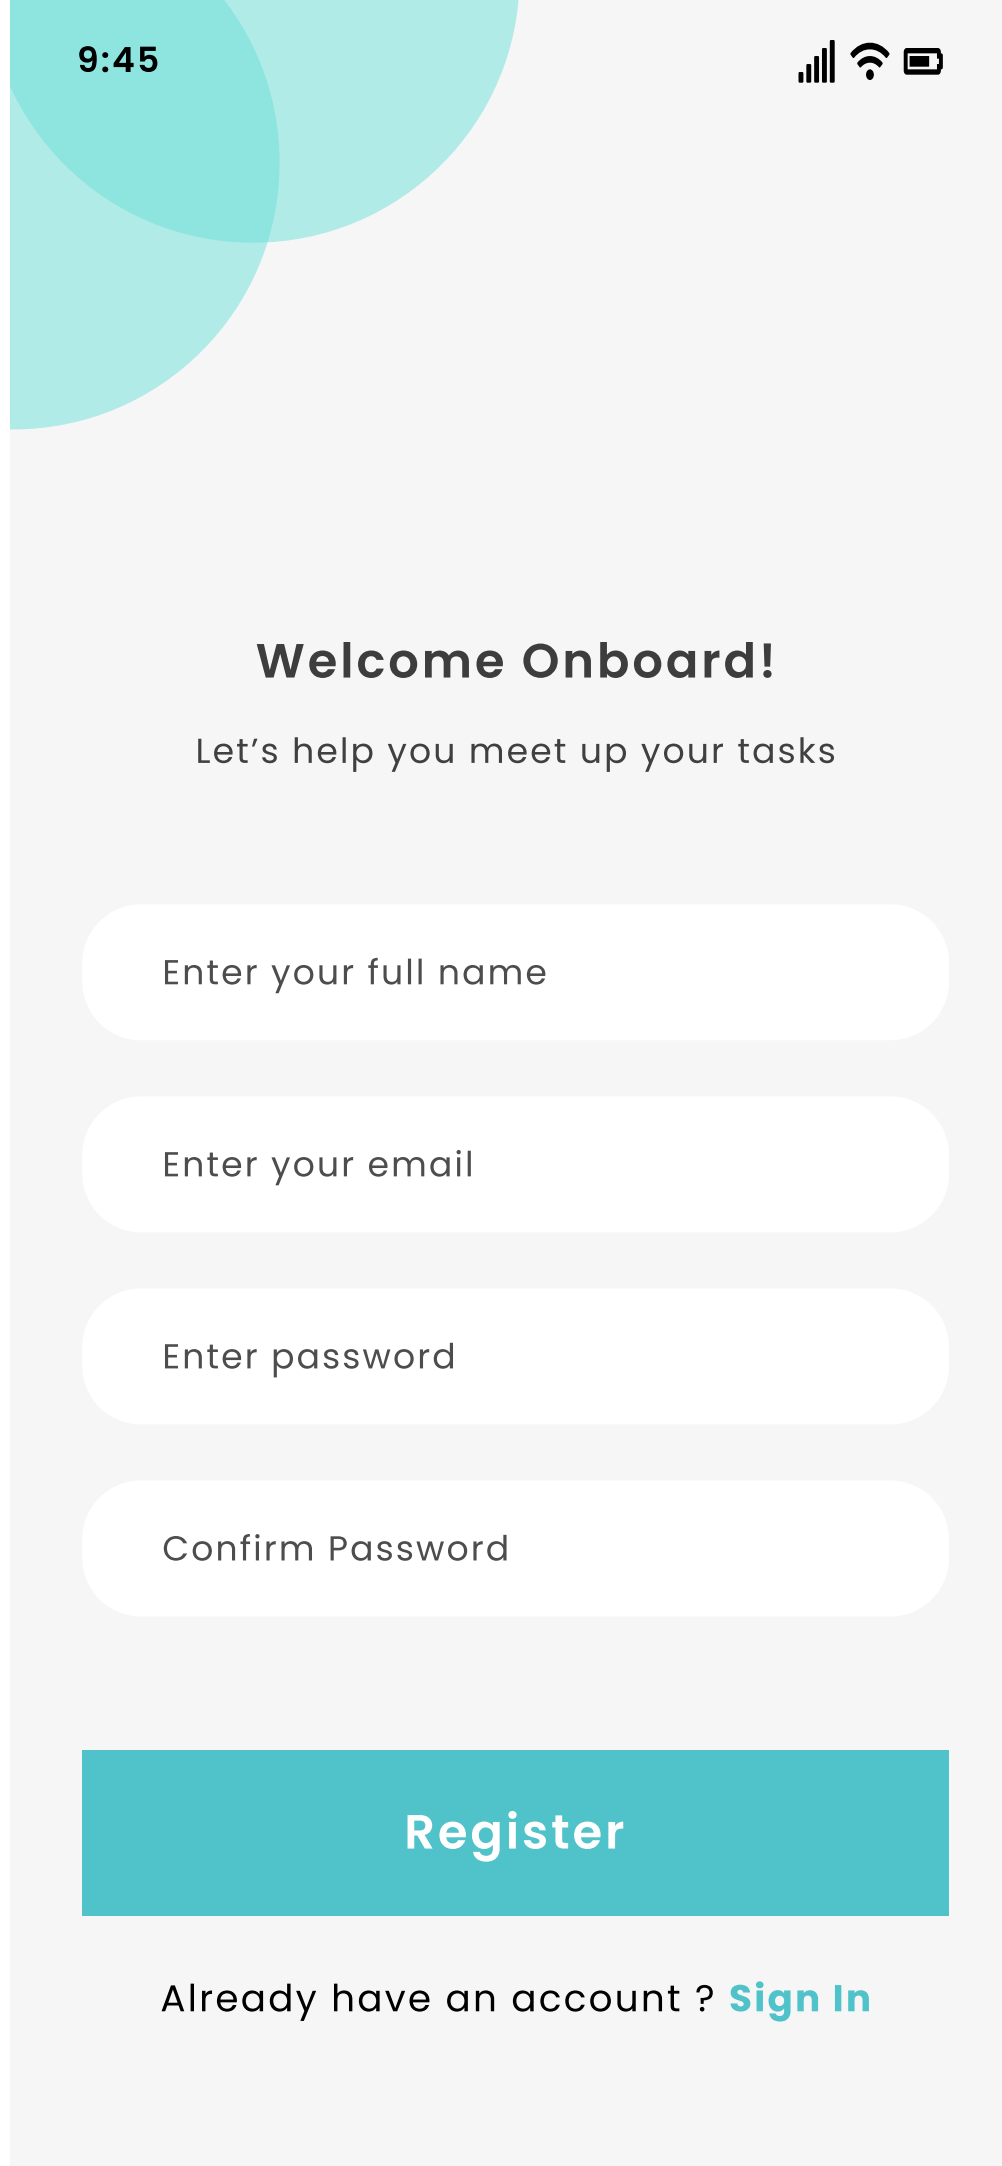 9:45
Welcome Onboard!
Let’s help you meet up your tasks
Enter your full name
Enter your email
Enter password
Confirm Password
Register
Already have an account ? Sign In